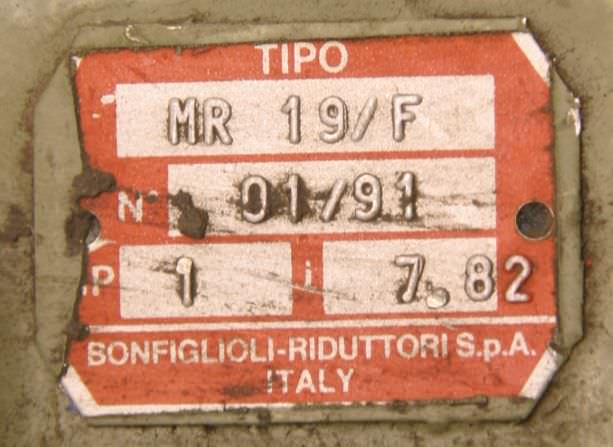 TIPO
MR 19/F
N° 01/91
P 1 i 7.82
BONFIGLIOLI-RIDUTTORI S.p.A.
ITALY